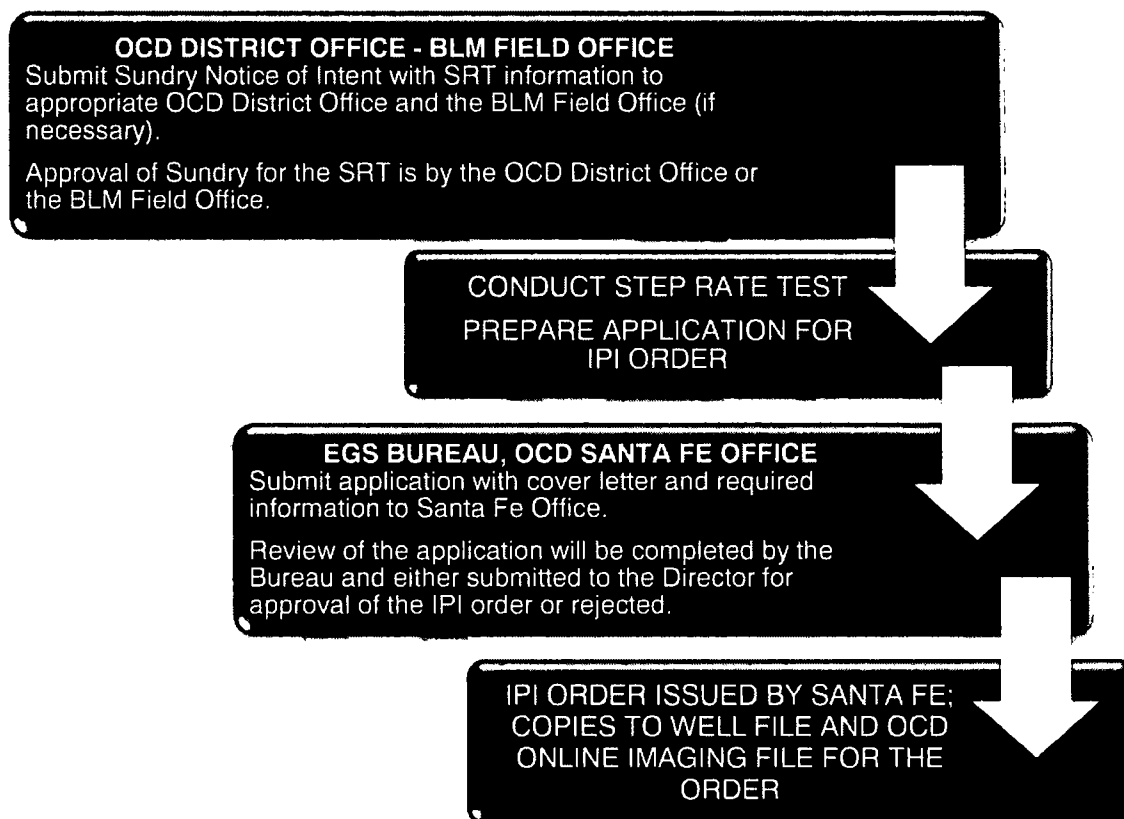 OCD DISTRICT OFFICE - BLM FIELD OFFICE
Submit Sundry Notice of Intent with SRT information to
appropriate OCD District Office and the BLM Field Office (if
necessary).
Approval of Sundry for the SRT is by the OCD District Office or
the BLM Field Office.
CONDUCT STEP RATE TEST
PREPARE APPLICATION FOR
IPI ORDER
EGS BUREAU, OCD SANTA FE OFFICE
Submit application with cover letter and required
information to Santa Fe Office.
Review of the application will be completed by the
Bureau and either submitted to the Director for
approval of the IPI order or rejected.
IPI ORDER ISSUED BY SANTA FE;
COPIES TO WELL FILE AND OCD
ONLINE IMAGING FILE FOR THE
ORDER